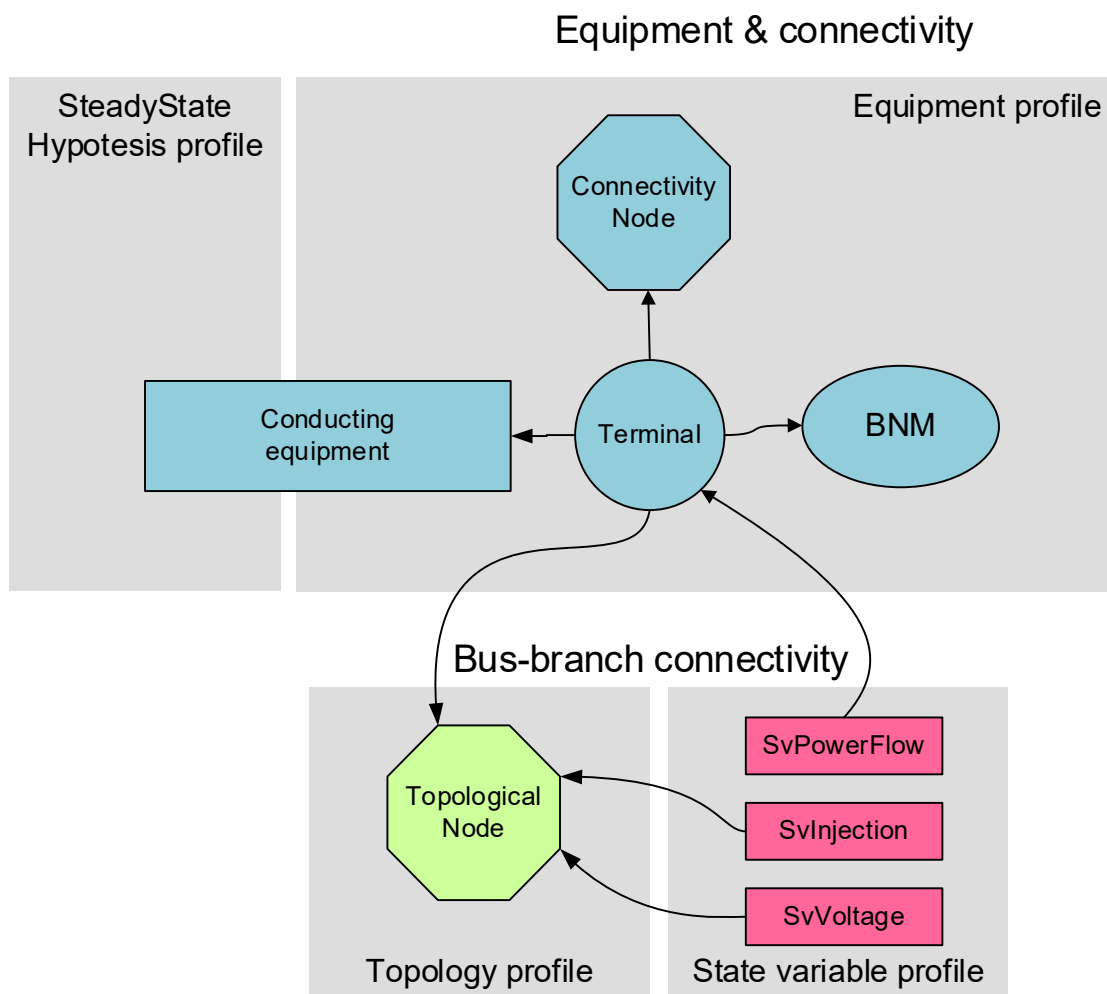 Equipment & connectivity
SteadyState
Hypotesis profile
Equipment profile
Connectivity
Node
Conducting
equipment
Terminal
BNM
Bus-branch connectivity
SvPowerFlow
Topological
Node
SvInjection
SvVoltage
Topology profile
State variable profile